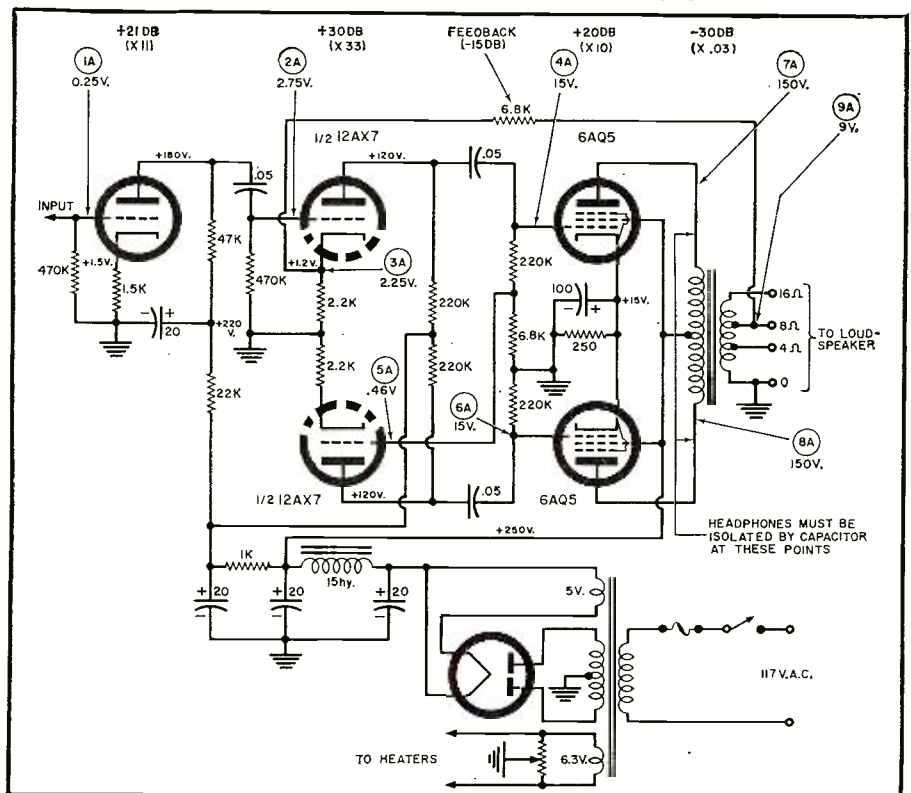 +21DB
(X11)
+30DB
(X33)
FEEDBACK
(-15DB)
+20DB
(X10)
-30DB
(X .03)
1A
0.25V.
2A
2.75V.
4A
15V.
7A
150V.
9A
9V.
6.8K
1/2 12AX7
6AQ5
+180V.
.05
+120V.
.05
INPUT
47K
470K
+1.5V.
1.5K
470K
+1.2V.
3A
2.25V.
2.2K
220K
220K
100
- +
+15V.
16Ω
8Ω
4Ω
0
TO LOUD-
SPEAKER
- +
20
+220
V.
6.8K
250
22K
2.2K
5A
.46V
220K
6A
15V.
220K
8A
150V.
1/2 12AX7
+120V.
.05
6AQ5
+250V.
HEADPHONES MUST BE
ISOLATED BY CAPACITOR
AT THESE POINTS
1K
15hy.
+ 20
-
+ 20
-
+ 20
-
5V.
117V.A.C.
TO HEATERS
6.3V.